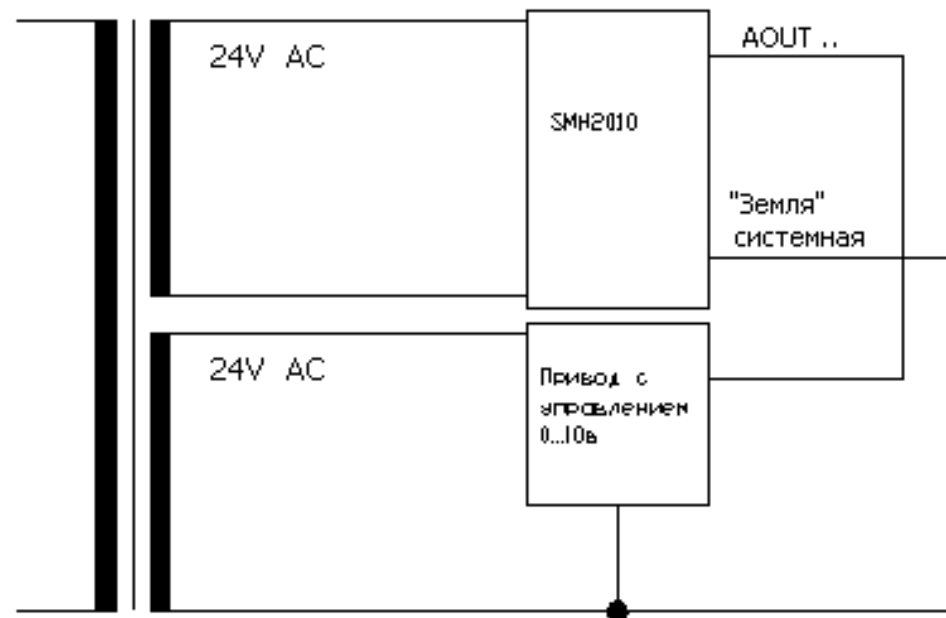 24V AC
AOUT ..
SMH2010
"Земля"
системная
24V AC
Привод с
управлением
0...10в